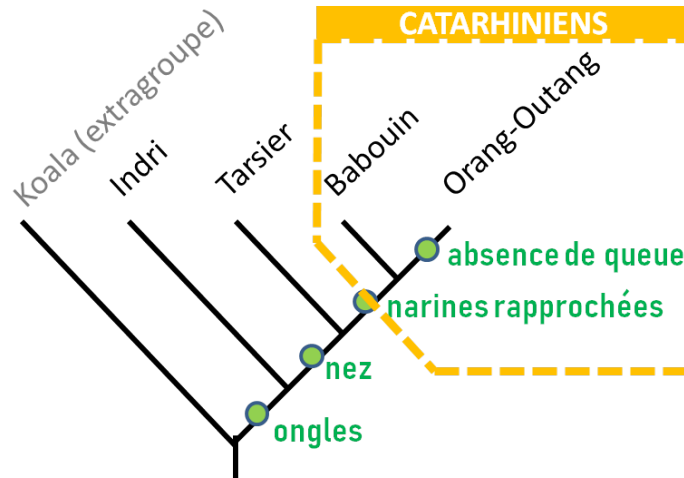 CATARHINIENS
Koala (extragroupe)
Indri
Tarsier
Babouin
Orang-Outang
absence de queue
narines rapprochées
nez
ongles